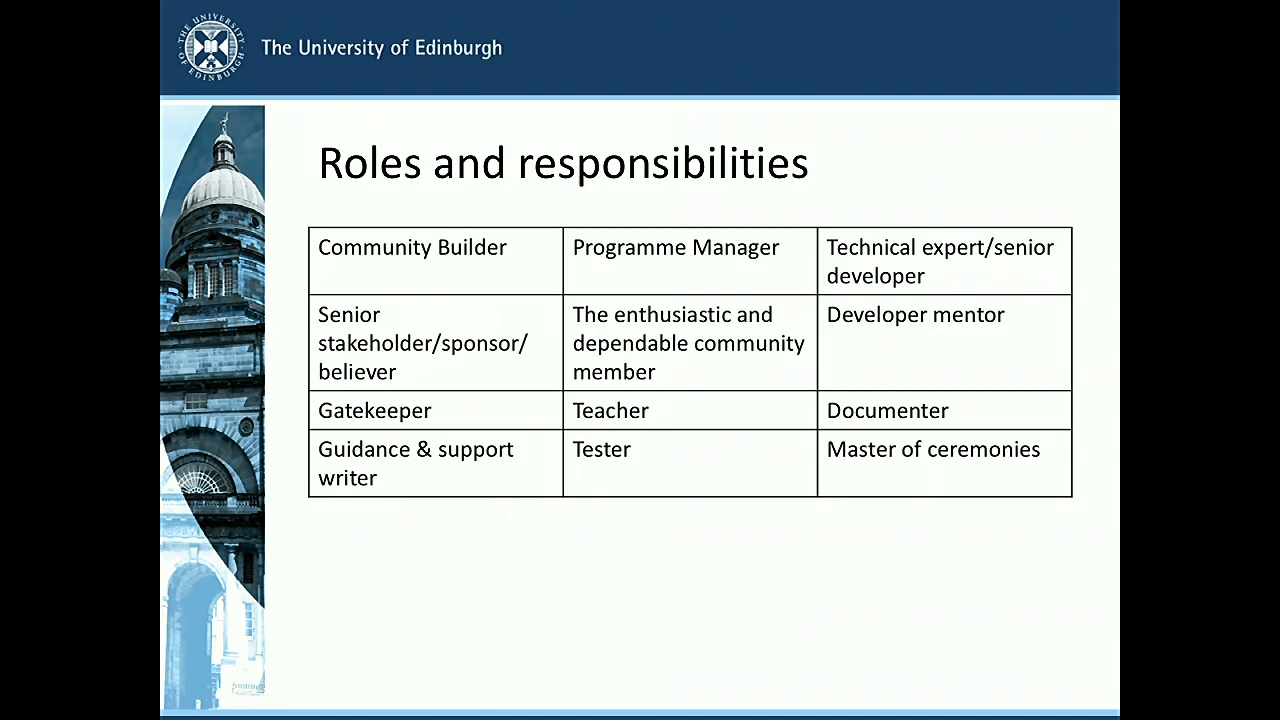 THE UNIVERSITY OF EDINBURGH
The University of Edinburgh
Roles and responsibilities
Community Builder
Programme Manager
Technical expert/senior
developer
Senior
stakeholder/sponsor/
believer
The enthusiastic and
dependable community
member
Developer mentor
Gatekeeper
Teacher
Documenter
Guidance & support
writer
Tester
Master of ceremonies